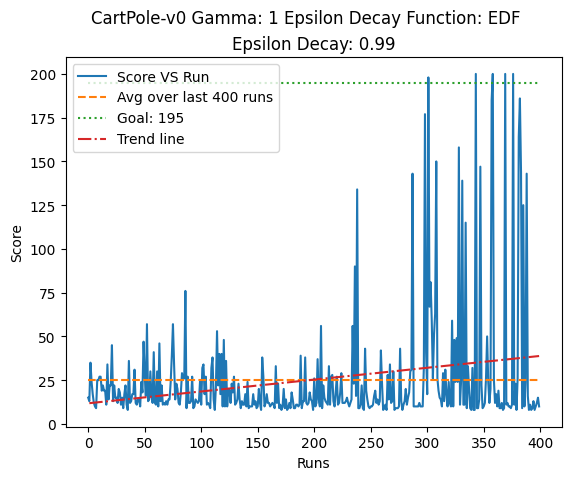 CartPole-v0 Gamma: 1 Epsilon Decay Function: EDF
Epsilon Decay: 0.99
Score VS Run
Avg over last 400 runs
Goal: 195
Trend line
200
175
150
125
100
75
50
25
0
Score
0
50
100
150
200
250
300
350
400
Runs